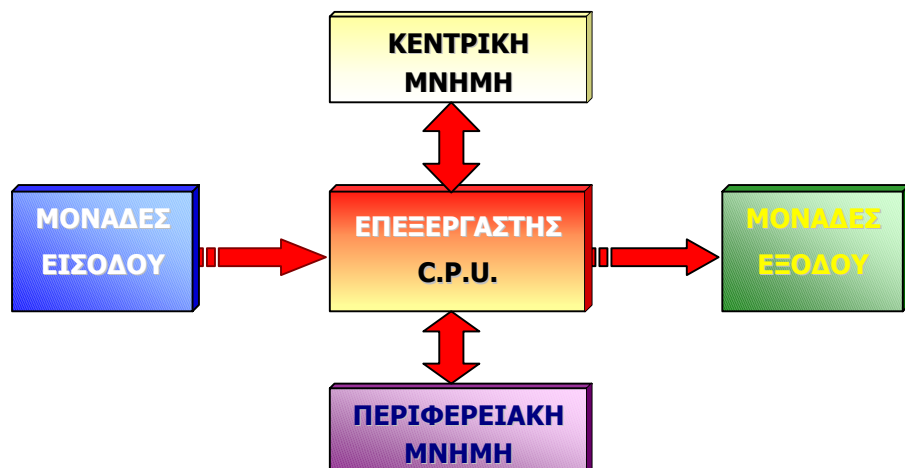 ΚΕΝΤΡΙΚΗ
ΜΝΗΜΗ
ΜΟΝΑΔΕΣ
ΕΙΣΟΔΟΥ
ΕΠΕΞΕΡΓΑΣΤΗΣ
C.P.U.
ΜΟΝΑΔΕΣ
ΕΞΟΔΟΥ
ΠΕΡΙΦΕΡΕΙΑΚΗ
ΜΝΗΜΗ